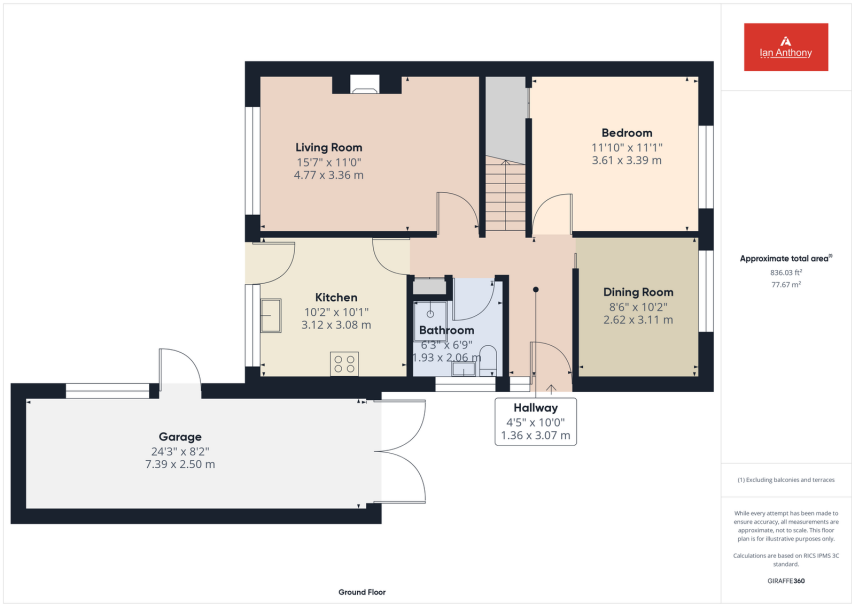 Ian Anthony
Living Room
15'7" x 11'0"
4.77 x 3.36 m
Bedroom
11'10" x 11'1"
3.61 x 3.39 m
Kitchen
10'2" x 10'1"
3.12 x 3.08 m
Bathroom
6'3" x 6'9"
1.93 x 2.06 m
Dining Room
8'6" x 10'2"
2.62 x 3.11 m
Hallway
4'5" x 10'0"
1.36 x 3.07 m
Garage
24'3" x 8'2"
7.39 x 2.50 m
Ground Floor
Approximate total area⁽¹⁾
836.03 ft²
77.67 m²
(1) Excluding balconies and terraces
While every attempt has been made to
ensure accuracy, all measurements are
approximate, not to scale. This floor
plan is for illustrative purposes only.
Calculations are based on RICS IPMS 3C
standard.
GIRAFFE360